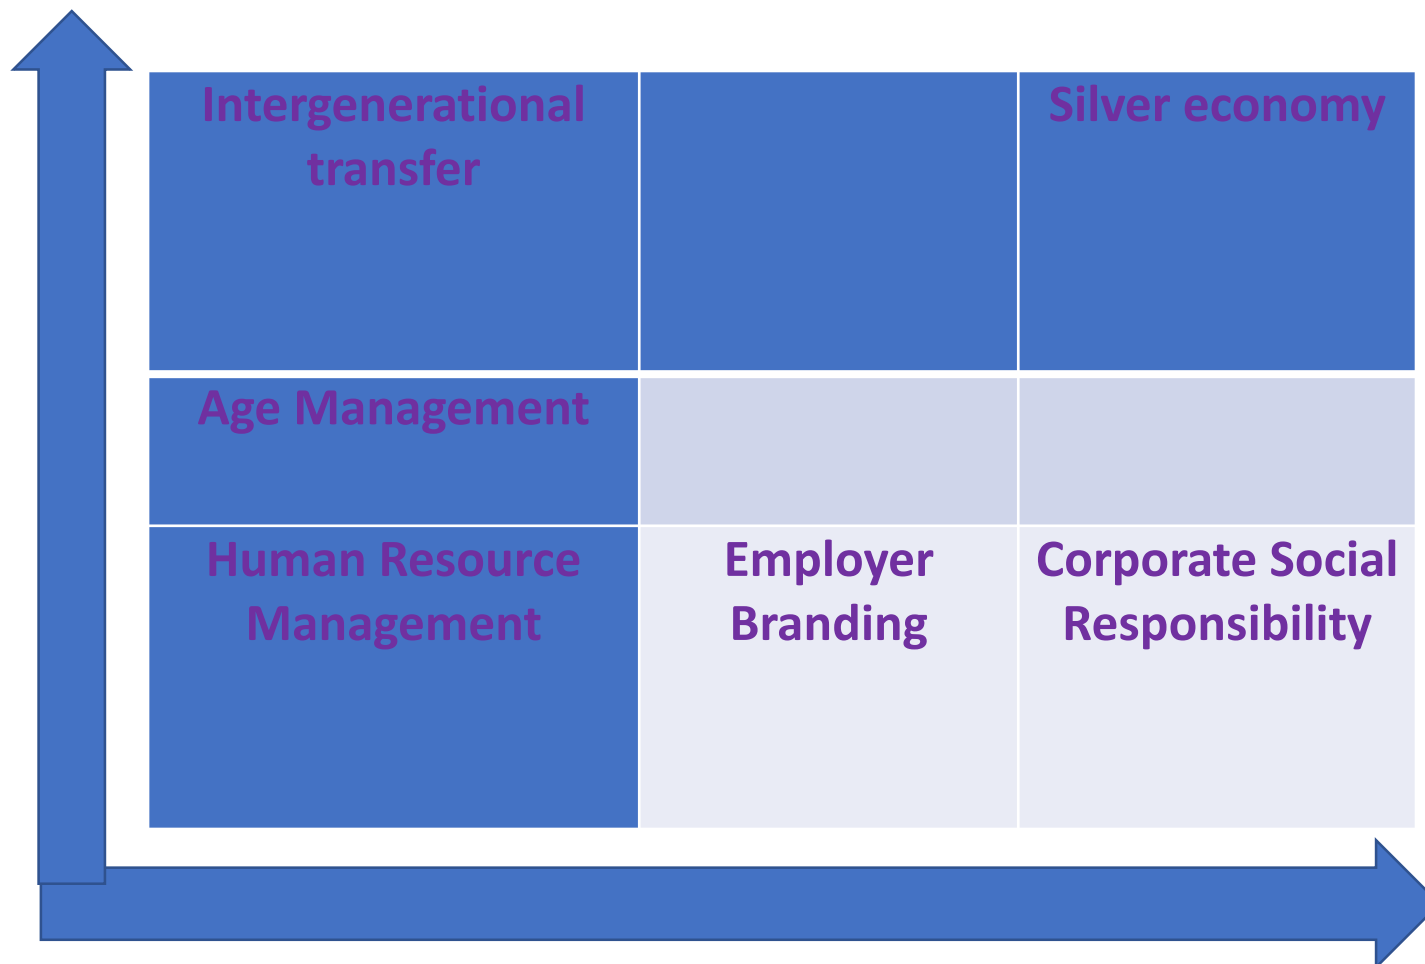 Intergenerational
transfer
Silver economy
Age Management
Human Resource
Management
Employer
Branding
Corporate Social
Responsibility